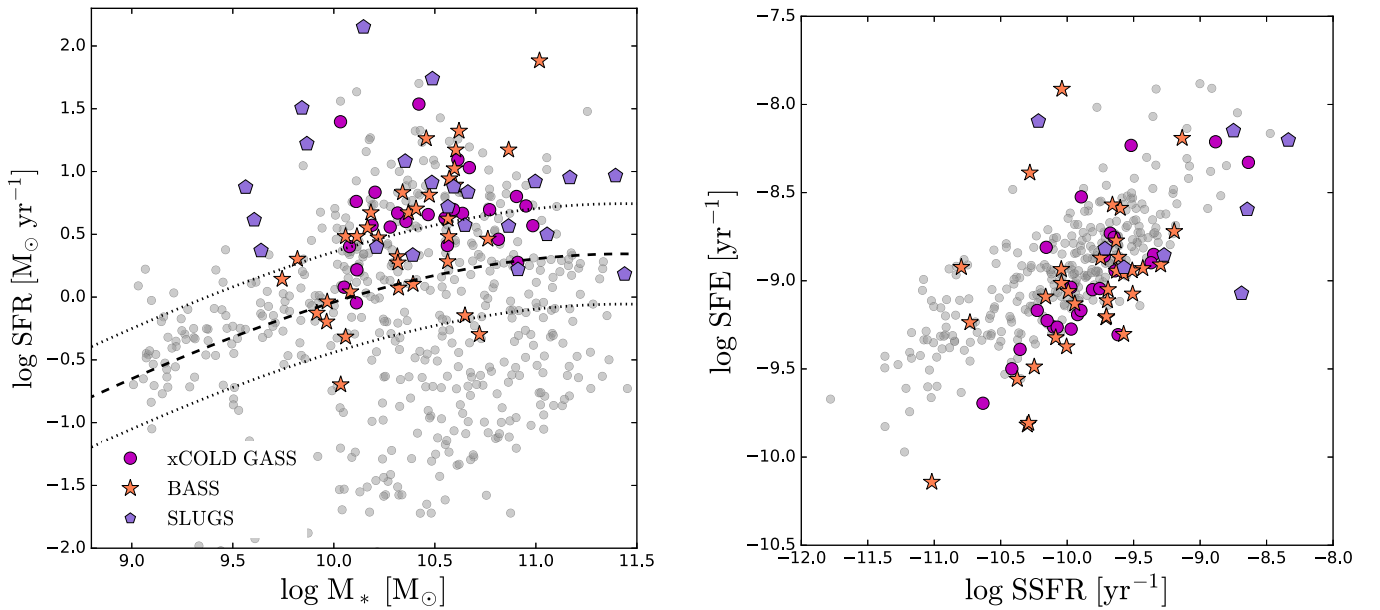 2.0
1.5
1.0
0.5
0.0
−0.5
−1.0
−1.5
−2.0
log SFR [M⊙ yr⁻¹]
xCOLD GASS
BASS
SLUGS
9.0 9.5 10.0 10.5 11.0 11.5
log M∗ [M⊙]
−7.5
−8.0
−8.5
−9.0
−9.5
−10.0
−10.5
log SFE [yr⁻¹]
−12.0 −11.5 −11.0 −10.5 −10.0 −9.5 −9.0 −8.5 −8.0
log SSFR [yr⁻¹]